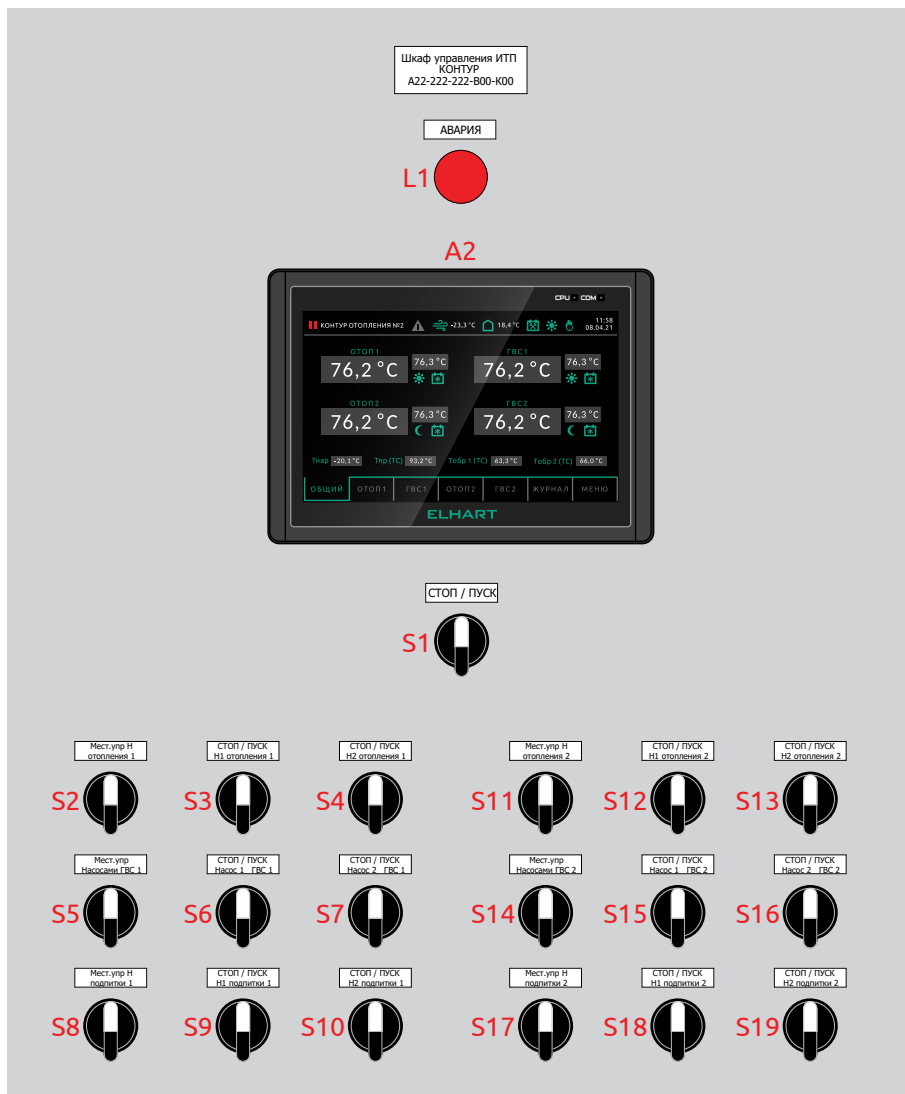 Шкаф управления ИТП
КОНТУР
А22-222-222-В00-К00
АВАРИЯ
L1
A2
CPU COM
КОНТУР ОТОПЛЕНИЯ №2 -23,3°C 18,4°C 11:58
08.04.21
ОТОП1 ГВС1
76,2°C 76,3°C 76,2°C 76,3°C
ОТОП2 ГВС2
76,2°C 76,3°C 76,2°C 76,3°C
Тнар -20,1°C Тпр (ТС) 93,2°C Тобр 1 (ТС) 63,3°C Тобр 2 (ТС) 66,0°C
ОБЩИЙ ОТОП1 ГВС1 ОТОП2 ГВС2 ЖУРНАЛ МЕНЮ
ELHART
СТОП / ПУСК
S1
Мест.упр Н СТОП / ПУСК СТОП / ПУСК Мест.упр Н СТОП / ПУСК СТОП / ПУСК
отопления 1 Н1 отопления 1 Н2 отопления 1 отопления 2 Н1 отопления 2 Н2 отопления 2
S2 S3 S4 S11 S12 S13
Мест.упр СТОП / ПУСК СТОП / ПУСК Мест.упр СТОП / ПУСК СТОП / ПУСК
Насосами ГВС 1 Насос 1 ГВС 1 Насос 2 ГВС 1 Насосами ГВС 2 Насос 1 ГВС 2 Насос 2 ГВС 2
S5 S6 S7 S14 S15 S16
Мест.упр Н СТОП / ПУСК СТОП / ПУСК Мест.упр Н СТОП / ПУСК СТОП / ПУСК
подпитки 1 Н1 подпитки 1 Н2 подпитки 1 подпитки 2 Н1 подпитки 2 Н2 подпитки 2
S8 S9 S10 S17 S18 S19